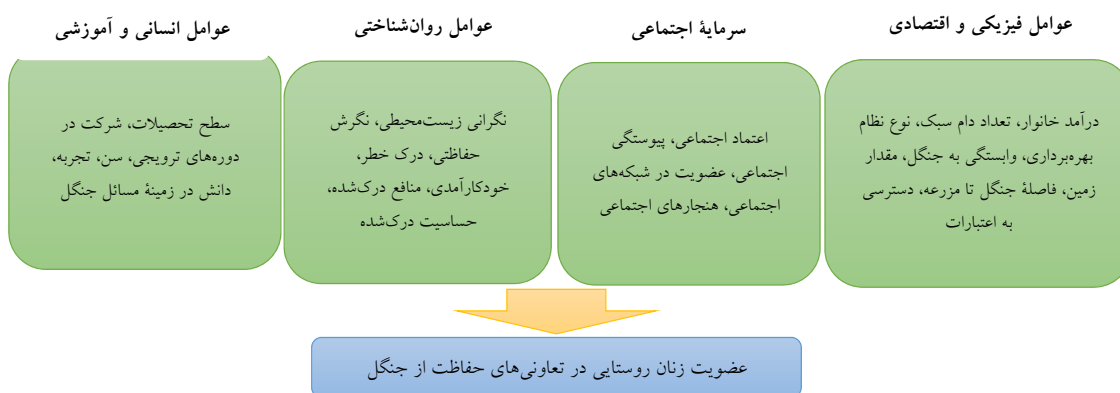 عوامل فیزیکی و اقتصادی
درآمد خانوار، تعداد دام سبک، نوع نظام
بهره‌برداری، وابستگی به جنگل، مقدار
زمین، فاصلهٔ جنگل تا مزرعه، دسترسی
به اعتبارات
سرمایهٔ اجتماعی
اعتماد اجتماعی، پیوستگی
اجتماعی، عضویت در شبکه‌های
اجتماعی، هنجارهای اجتماعی
عوامل روان‌شناختی
نگرانی زیست‌محیطی، نگرش
حفاظتی، درک خطر،
خودکارآمدی، منافع درک‌شده،
حساسیت درک‌شده
عوامل انسانی و آموزشی
سطح تحصیلات، شرکت در
دوره‌های ترویجی، سن، تجربه،
دانش در زمینهٔ مسائل جنگل
عضویت زنان روستایی در تعاونی‌های حفاظت از جنگل